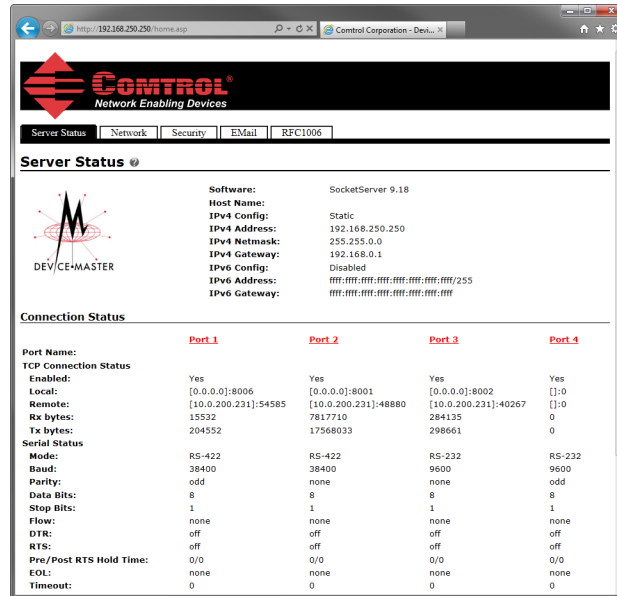 http://192.168.250.250/home.asp
Comtrol Corporation - Devi...
COMTROL®
Network Enabling Devices
Server Status Network Security EMail RFC1006
Server Status
Software: SocketServer 9.18
Host Name:
IPv4 Config: Static
IPv4 Address: 192.168.250.250
IPv4 Netmask: 255.255.0.0
IPv4 Gateway: 192.168.0.1
IPv6 Config: Disabled
IPv6 Address: ffff:ffff:ffff:ffff:ffff:ffff:ffff:ffff/255
IPv6 Gateway: ffff:ffff:ffff:ffff:ffff:ffff:ffff:ffff
DEVICE•MASTER
Connection Status
Port 1 Port 2 Port 3 Port 4
Port Name:
TCP Connection Status
Enabled: Yes Yes Yes Yes
Local: [0.0.0.0]:8006 [0.0.0.0]:8001 [0.0.0.0]:8002 []:0
Remote: [10.0.200.231]:54585 [10.0.200.231]:48880 [10.0.200.231]:40267 []:0
Rx bytes: 15532 7817710 284135 0
Tx bytes: 204552 17568033 298661 0
Serial Status
Mode: RS-422 RS-422 RS-232 RS-232
Baud: 38400 38400 9600 9600
Parity: odd none none odd
Data Bits: 8 8 8 8
Stop Bits: 1 1 1 1
Flow: none none none none
DTR: off off off off
RTS: off off off off
Pre/Post RTS Hold Time: 0/0 0/0 0/0 0/0
EOL: none none none none
Timeout: 0 0 0 0